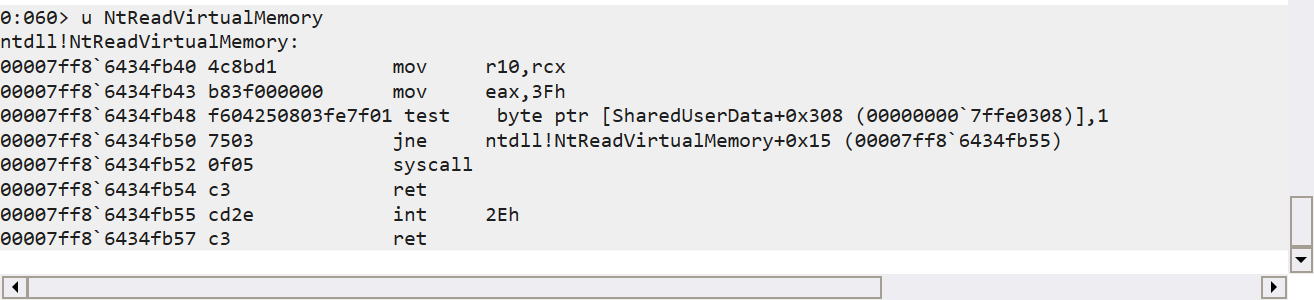 0:060> u NtReadVirtualMemory
ntdll!NtReadVirtualMemory:
00007ff8`6434fb40 4c8bd1          mov     r10,rcx
00007ff8`6434fb43 b83f000000      mov     eax,3Fh
00007ff8`6434fb48 f604250803fe7f01 test    byte ptr [SharedUserData+0x308 (00000000`7ffe0308)],1
00007ff8`6434fb50 7503            jne     ntdll!NtReadVirtualMemory+0x15 (00007ff8`6434fb55)
00007ff8`6434fb52 0f05            syscall
00007ff8`6434fb54 c3              ret
00007ff8`6434fb55 cd2e            int     2Eh
00007ff8`6434fb57 c3              ret